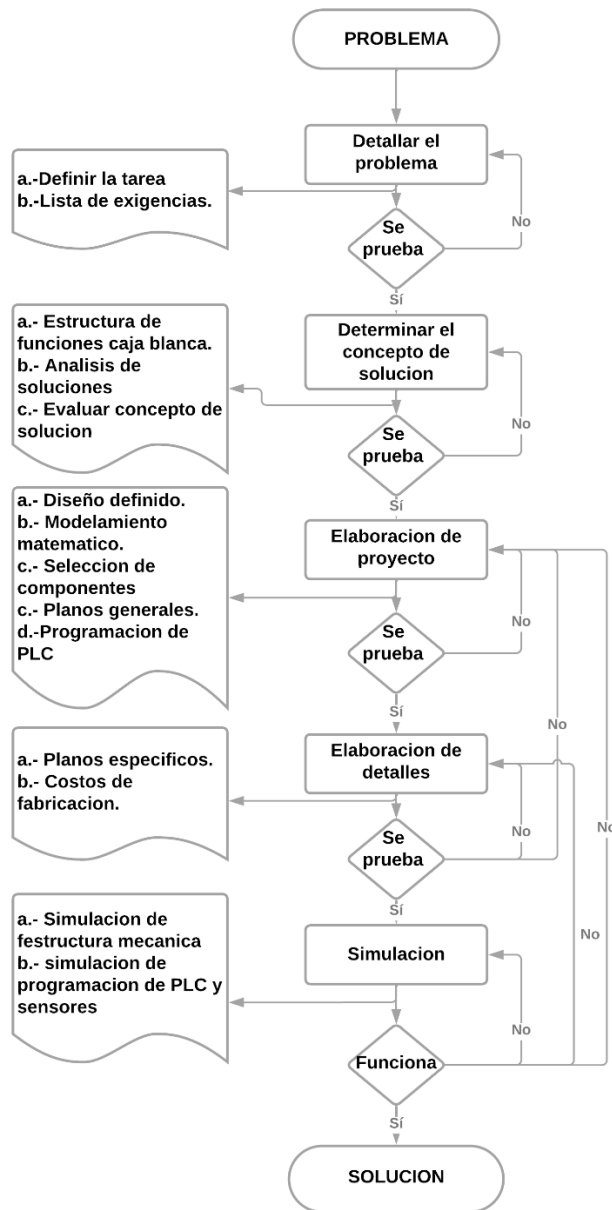 PROBLEMA
Detallar el
problema
a.-Definir la tarea
b.-Lista de exigencias.
Se
prueba
No
Sí
a.- Estructura de
funciones caja blanca.
b.- Analisis de
soluciones
c.- Evaluar concepto de
solucion
Determinar el
concepto de
solucion
Se
prueba
No
Sí
a.- Diseño definido.
b.- Modelamiento
matematico.
c.- Seleccion de
componentes
c.- Planos generales.
d.-Programacion de
PLC
Elaboracion de
proyecto
Se
prueba
No
Sí
No
a.- Planos especificos.
b.- Costos de
fabricacion.
Elaboracion de
detalles
Se
prueba
No
No
Sí
No
a.- Simulacion de
festructura mecanica
b.- simulacion de
programacion de PLC y
sensores
Simulacion
No
Funciona
Sí
SOLUCION